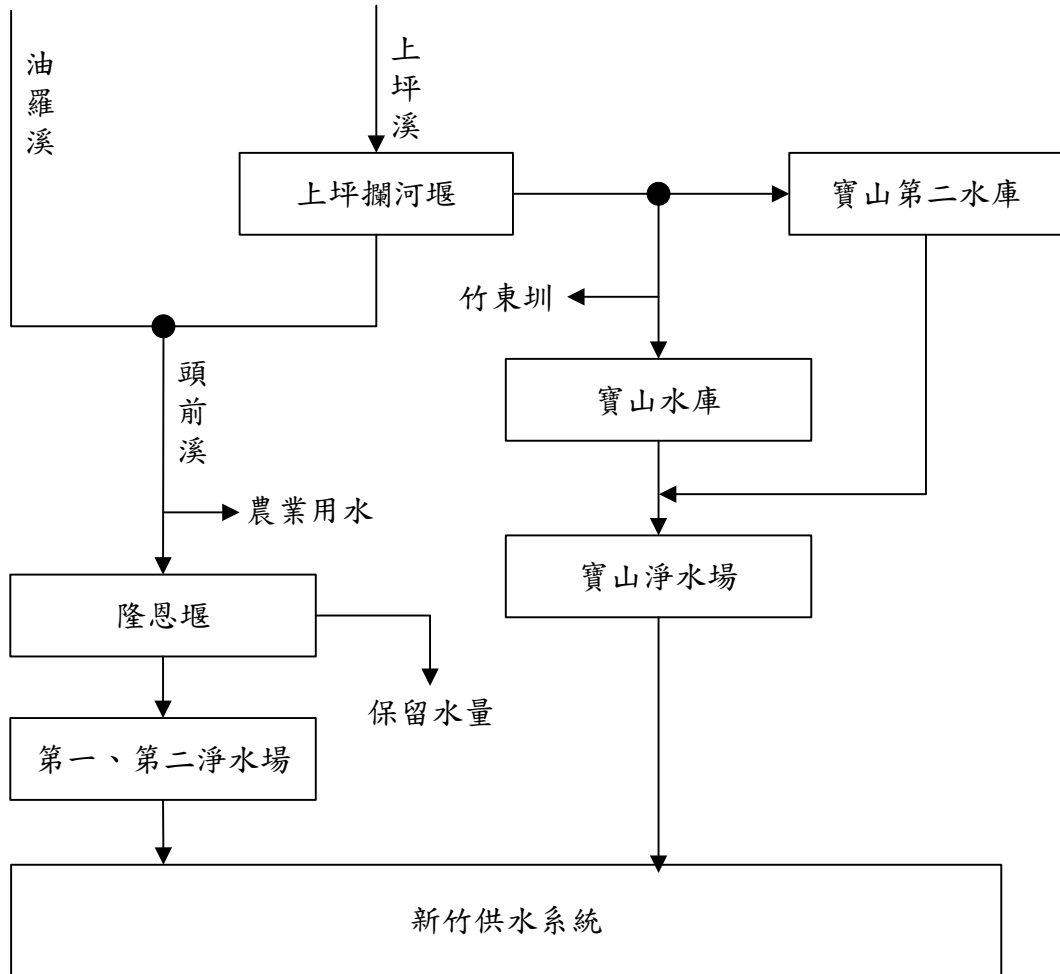 油羅溪
上坪溪
上坪攔河堰
寶山第二水庫
竹東圳
頭前溪
寶山水庫
農業用水
寶山淨水場
隆恩堰
保留水量
第一、第二淨水場
新竹供水系統